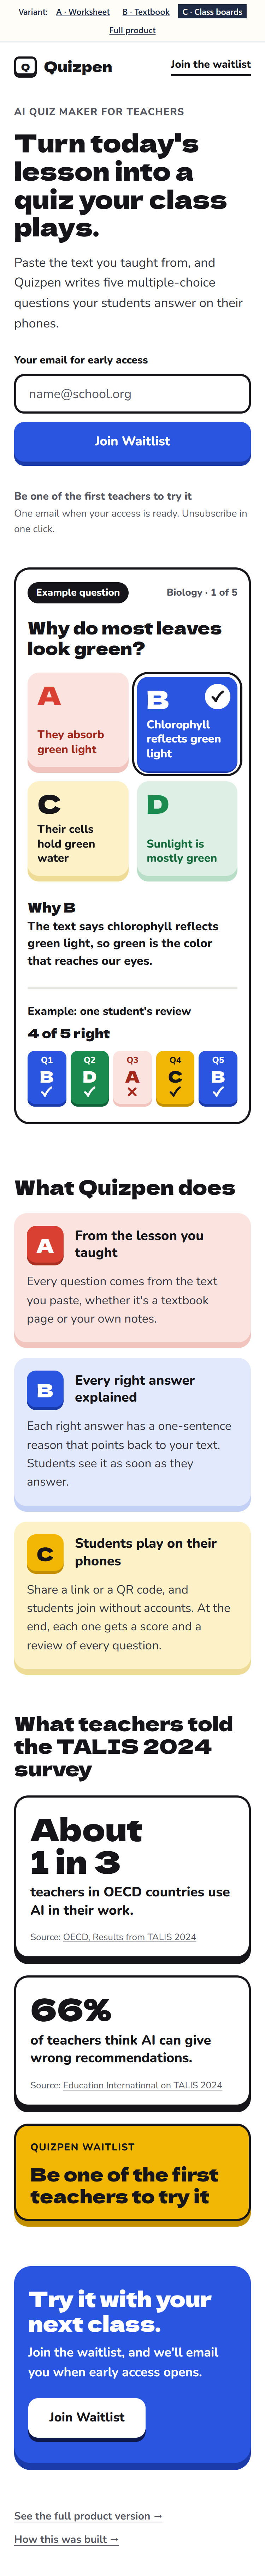 Variant: A · Worksheet B · Textbook C · Class boards
Full product
Q Quizpen Join the waitlist
AI QUIZ MAKER FOR TEACHERS
Turn today's
lesson into a
quiz your class
plays.
Paste the text you taught from, and
Quizpen writes five multiple-choice
questions your students answer on their
phones.
Your email for early access
name@school.org
Join Waitlist
Be one of the first teachers to try it
One email when your access is ready. Unsubscribe in
one click.
Example question Biology · 1 of 5
Why do most leaves
look green?
A
They absorb
green light
B ✓
Chlorophyll
reflects green
light
C
Their cells
hold green
water
D
Sunlight is
mostly green
Why B
The text says chlorophyll reflects
green light, so green is the color
that reaches our eyes.
Example: one student's review
4 of 5 right
Q1 Q2 Q3 Q4 Q5
B D A C B
✓ ✓ ✕ ✓ ✓
What Quizpen does
A From the lesson you
taught
Every question comes from the text
you paste, whether it's a textbook
page or your own notes.
B Every right answer
explained
Each right answer has a one-sentence
reason that points back to your text.
Students see it as soon as they
answer.
C Students play on their
phones
Share a link or a QR code, and
students join without accounts. At the
end, each one gets a score and a
review of every question.
What teachers told
the TALIS 2024
survey
About
1 in 3
teachers in OECD countries use
AI in their work.
Source: OECD, Results from TALIS 2024
66%
of teachers think AI can give
wrong recommendations.
Source: Education International on TALIS 2024
QUIZPEN WAITLIST
Be one of the first
teachers to try it
Try it with your
next class.
Join the waitlist, and we'll email
you when early access opens.
Join Waitlist
See the full product version →
How this was built →